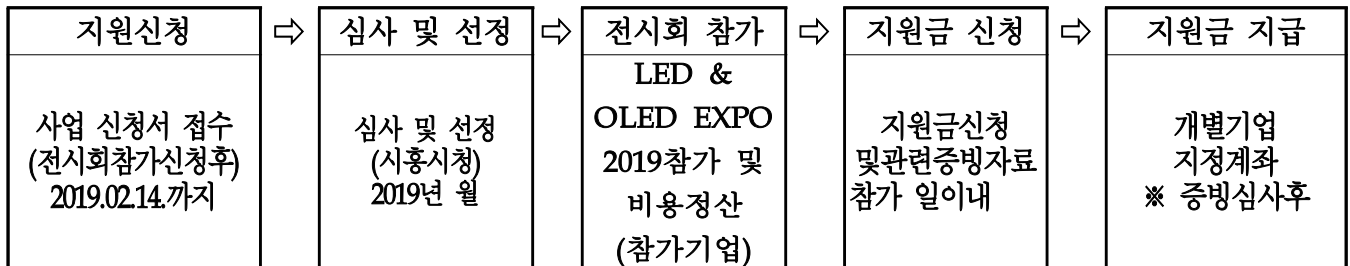 지원신청 ⇨ 심사 및 선정 ⇨ 전시회 참가 ⇨ 지원금 신청 ⇨ 지원금 지급
사업 신청서 접수
(전시회참가신청후)
2019.02.14.까지
심사 및 선정
(시흥시청)
2019년 월
LED &
OLED EXPO
2019참가 및
비용정산
(참가기업)
지원금신청
및관련증빙자료
참가 일이내
개별기업
지정계좌
※ 증빙심사후